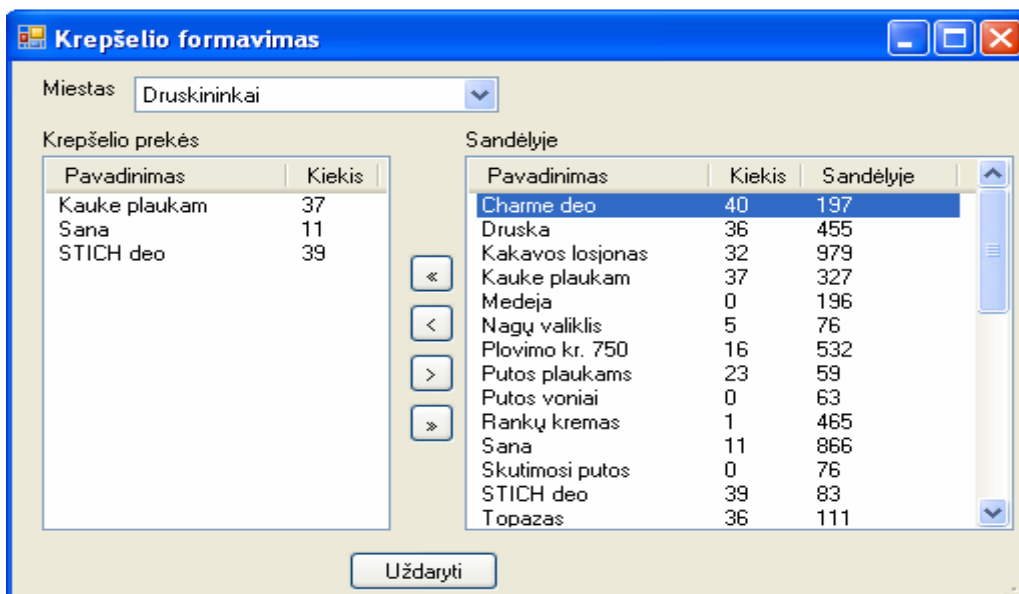 Krepšelio formavimas
Miestas Druskininkai
Krepšelio prekės
Pavadinimas Kiekis
Kauke plaukam 37
Sana 11
STICH deo 39
«
<
>
»
Sandėlyje
Pavadinimas Kiekis Sandėlyje
Charme deo 40 197
Druska 36 455
Kakavos losjonas 32 979
Kauke plaukam 37 327
Medeja 0 196
Nagų valiklis 5 76
Plovimo kr. 750 16 532
Putos plaukams 23 59
Putos voniai 0 63
Rankų kremas 1 465
Sana 11 866
Skutimosi putos 0 76
STICH deo 39 83
Topazas 36 111
Uždaryti